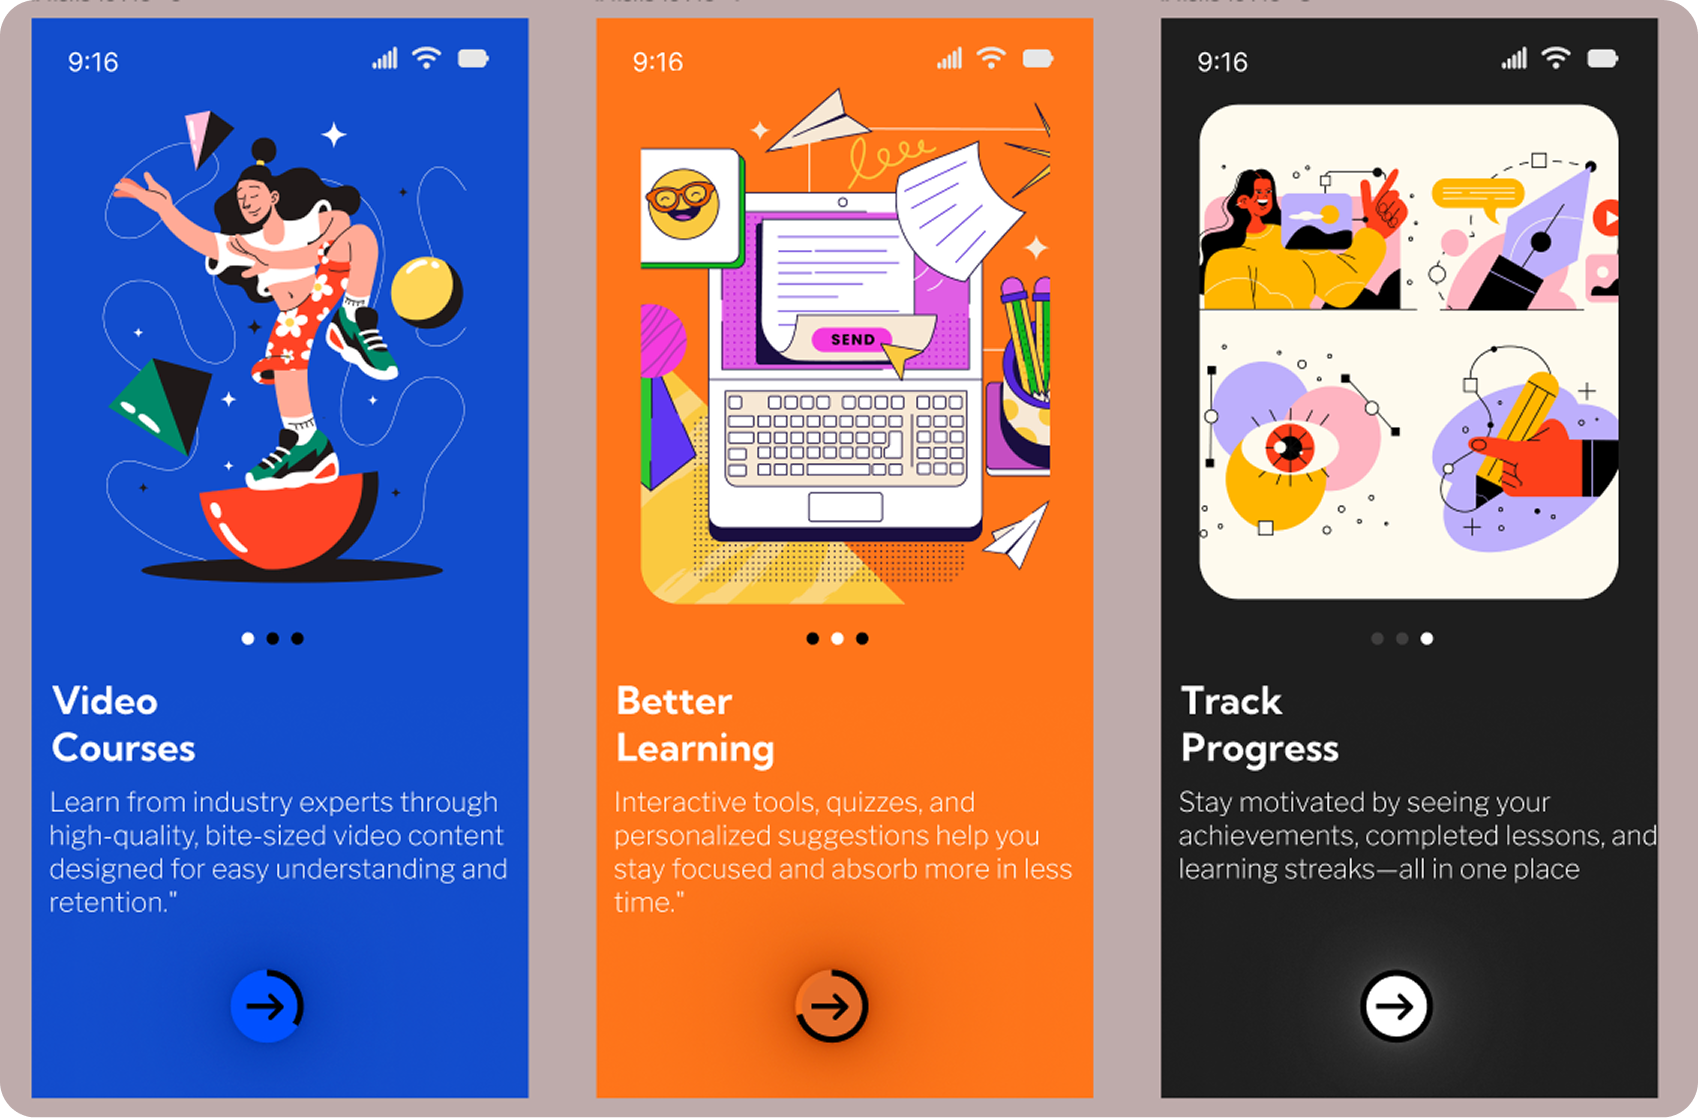 9:16
Video
Courses
Learn from industry experts through
high-quality, bite-sized video content
designed for easy understanding and
retention."
9:16
SEND
Better
Learning
Interactive tools, quizzes, and
personalized suggestions help you
stay focused and absorb more in less
time."
9:16
Track
Progress
Stay motivated by seeing your
achievements, completed lessons, and
learning streaks—all in one place